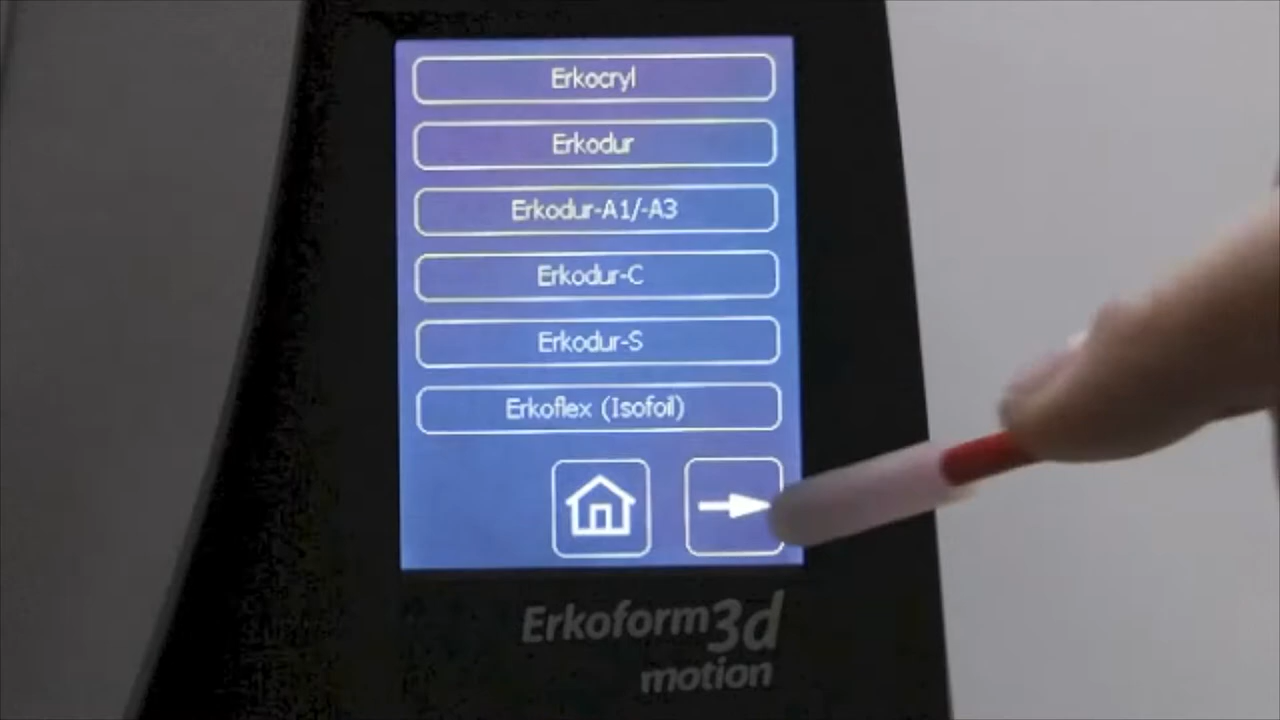 Erkocryl
Erkodur
Erkodur-A1/-A3
Erkodur-C
Erkodur-S
Erkoflex (Isofoil)
Erkoform3d
motion